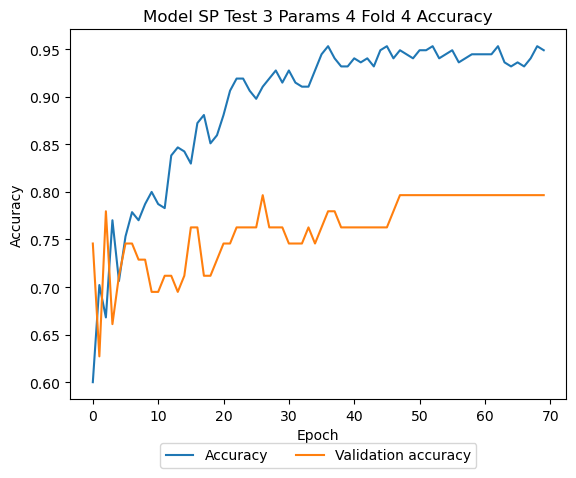 Model SP Test 3 Params 4 Fold 4 Accuracy
0.95
0.90
0.85
0.80
0.75
0.70
0.65
0.60
Accuracy
0 10 20 30 40 50 60 70
Epoch
Accuracy Validation accuracy